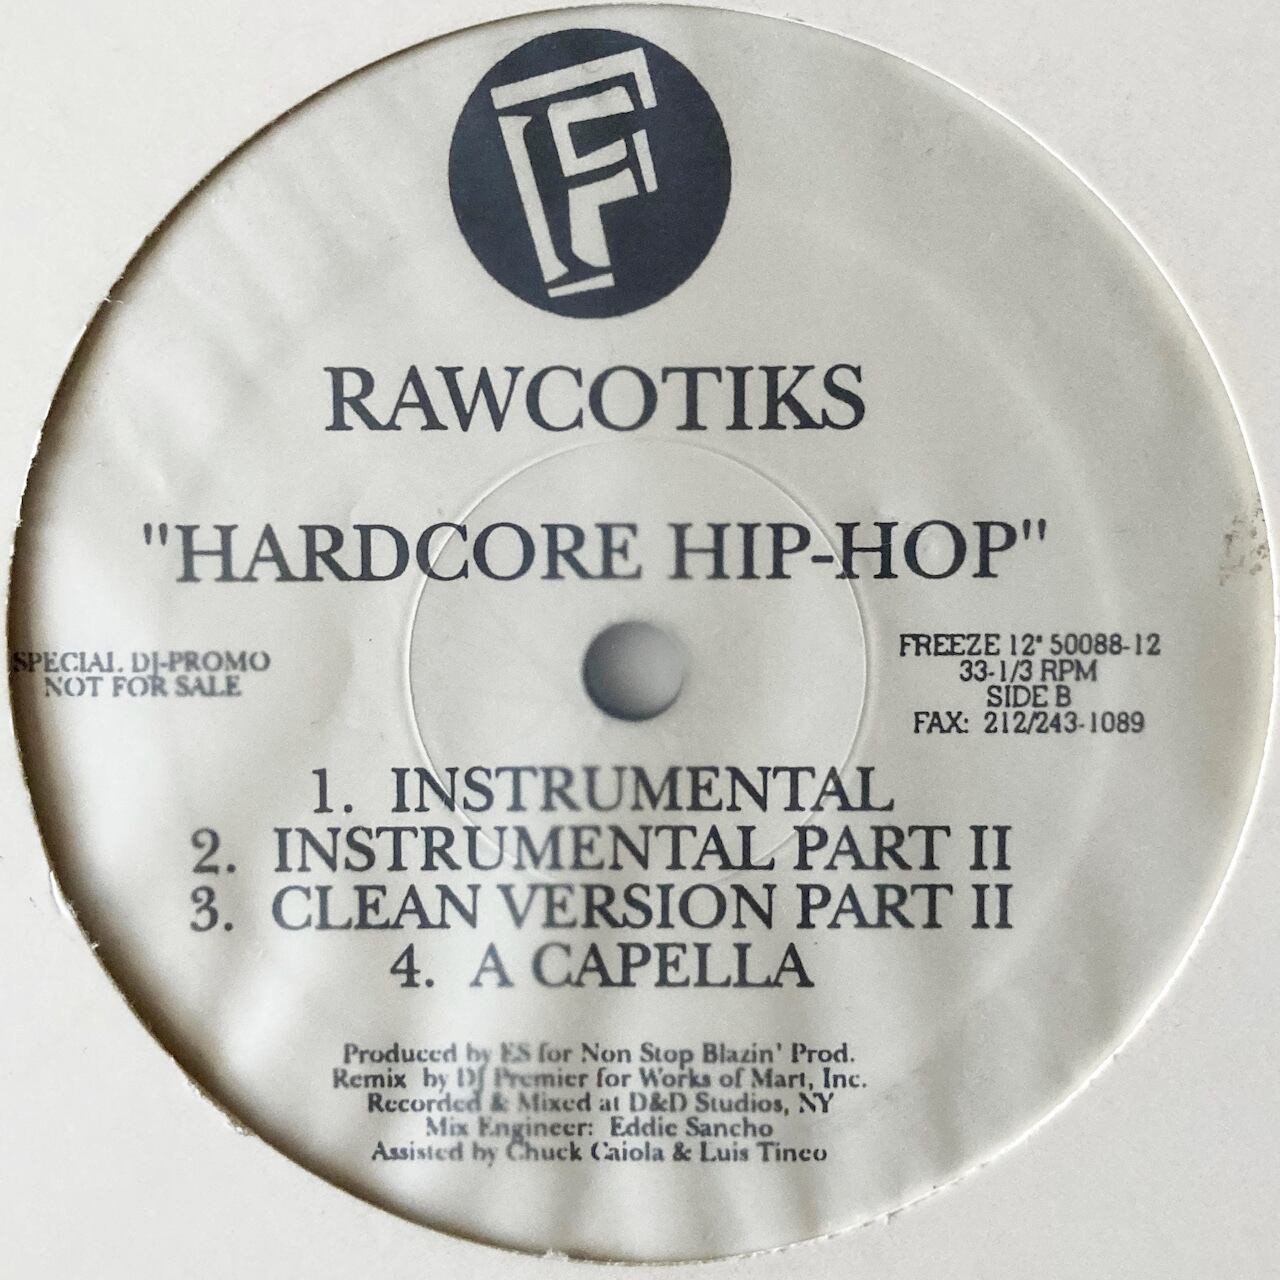 F
RAWCOTIKS
"HARDCORE HIP-HOP"
SPECIAL DJ-PROMO
NOT FOR SALE
FREEZE 12" 50088-12
33-1/3 RPM
SIDE B
FAX: 212/243-1089
1. INSTRUMENTAL
2. INSTRUMENTAL PART II
3. CLEAN VERSION PART II
4. A CAPELLA
Produced by ES for Non Stop Blazin' Prod.
Remix by DJ Premier for Works of Mart, Inc.
Recorded & Mixed at D&D Studios, NY
Mix Engineer: Eddie Sancho
Assisted by Chuck Caiola & Luis Tineo